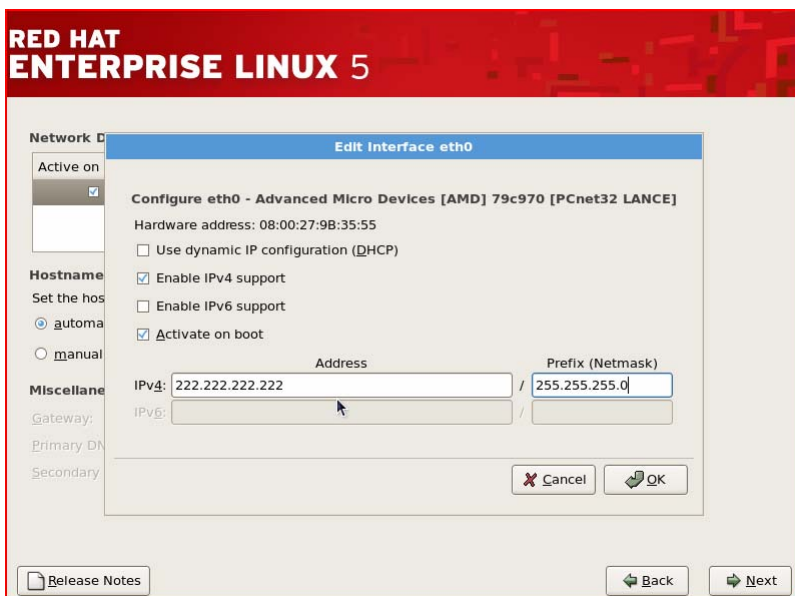 RED HAT
ENTERPRISE LINUX 5
Network D
Active on
Edit Interface eth0
Configure eth0 - Advanced Micro Devices [AMD] 79c970 [PCnet32 LANCE]
Hardware address: 08:00:27:9B:35:55
Use dynamic IP configuration (DHCP)
Enable IPv4 support
Enable IPv6 support
Activate on boot
Address Prefix (Netmask)
IPv4: 222.222.222.222 / 255.255.255.0
IPv6: /
Cancel OK
Hostname
Set the hos
automa
manual
Miscellane
Gateway:
Primary DN
Secondary
Release Notes Back Next